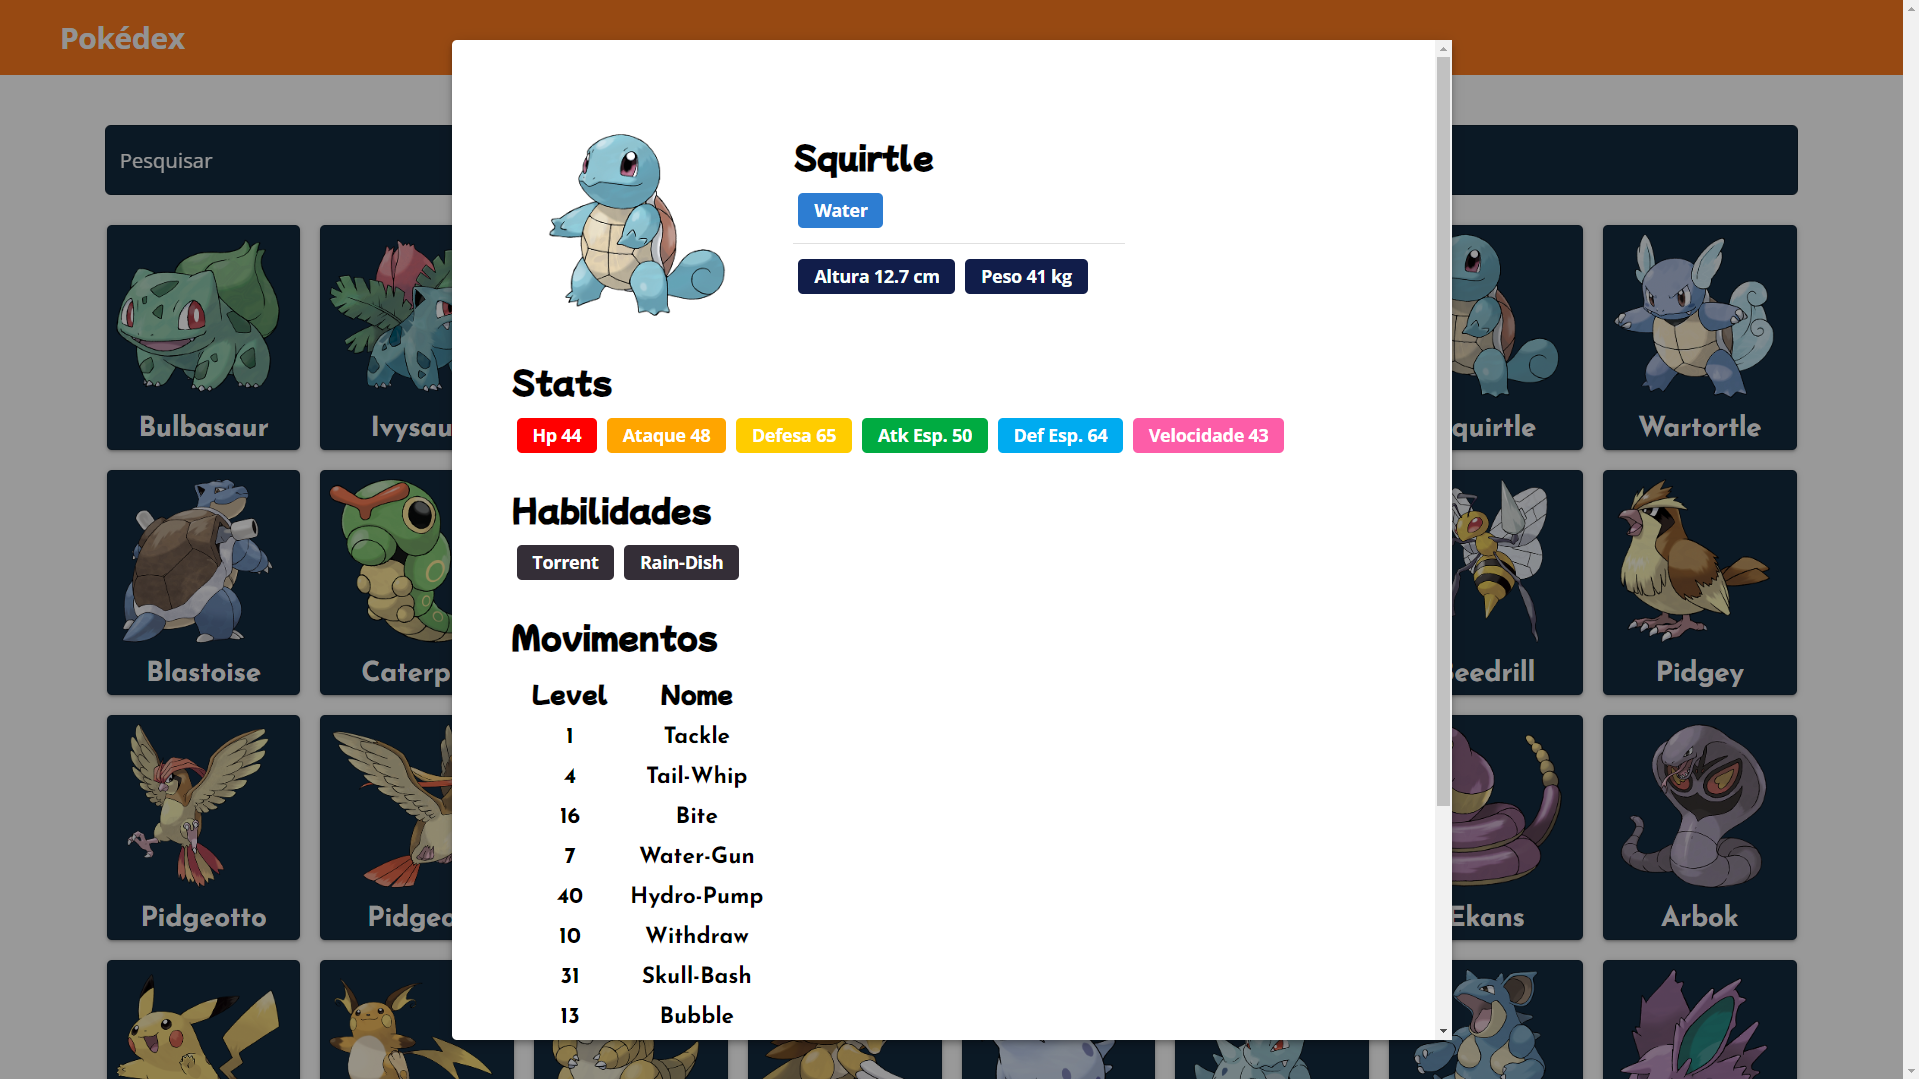 Pokédex
Pesquisar
Squirtle
Water
Altura 12.7 cm Peso 41 kg
Stats
Hp 44 Ataque 48 Defesa 65 Atk Esp. 50 Def Esp. 64 Velocidade 43
Habilidades
Torrent Rain-Dish
Movimentos
Level Nome
1 Tackle
4 Tail-Whip
16 Bite
7 Water-Gun
40 Hydro-Pump
10 Withdraw
31 Skull-Bash
13 Bubble
Bulbasaur Ivysau quirtle Wartortle
Blastoise Caterp eedrill Pidgey
Pidgeotto Pidgeo Ekans Arbok